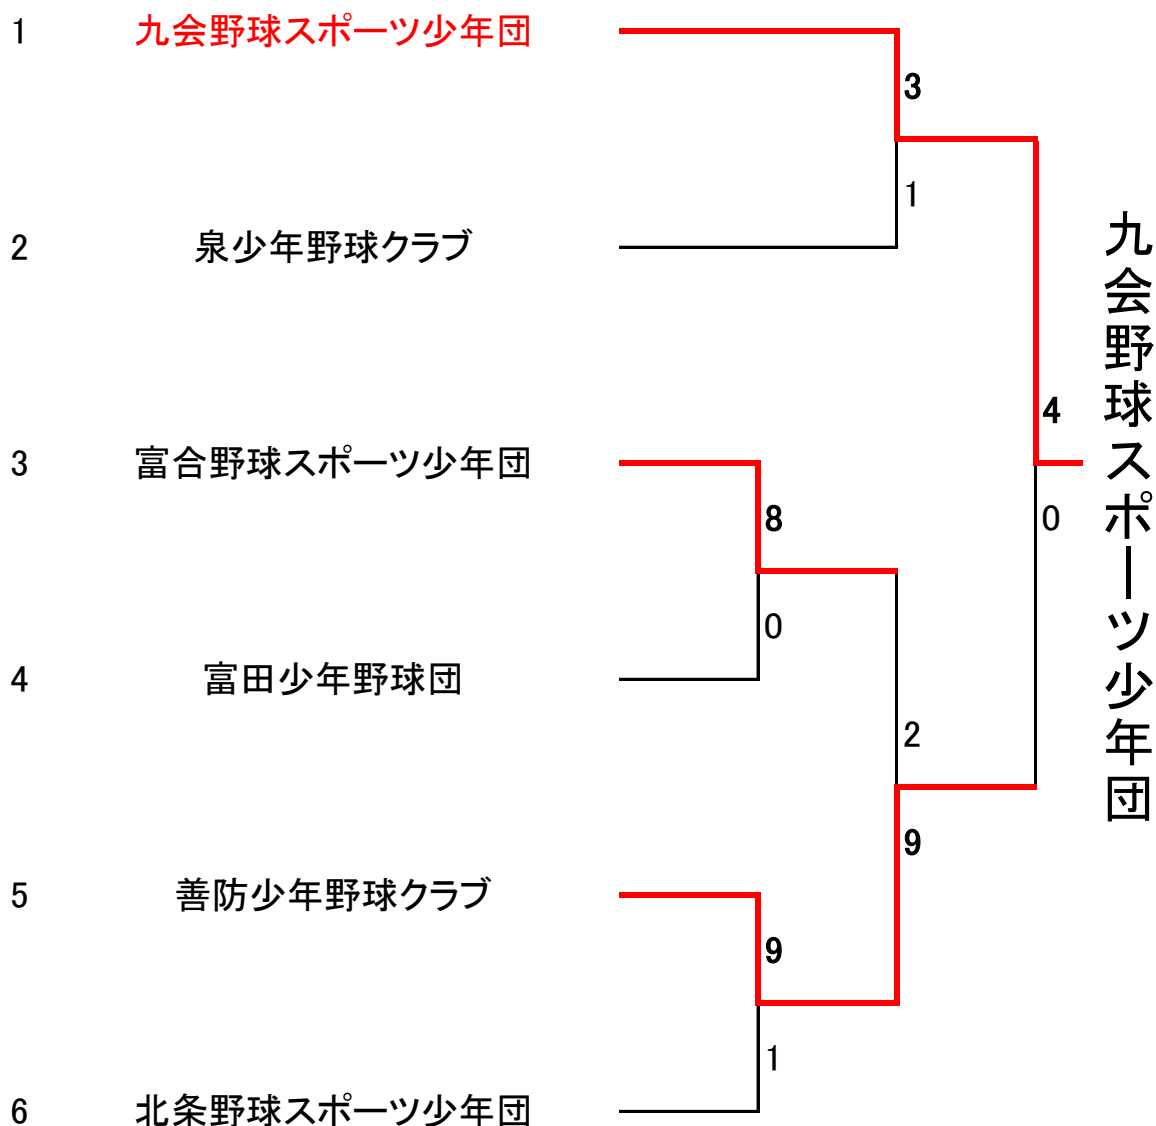 1 九会野球スポーツ少年団
3
1
2 泉少年野球クラブ
4
3 富合野球スポーツ少年団
8
0
0
4 富田少年野球団
2
9
5 善防少年野球クラブ
9
1
6 北条野球スポーツ少年団
九会野球スポーツ少年団